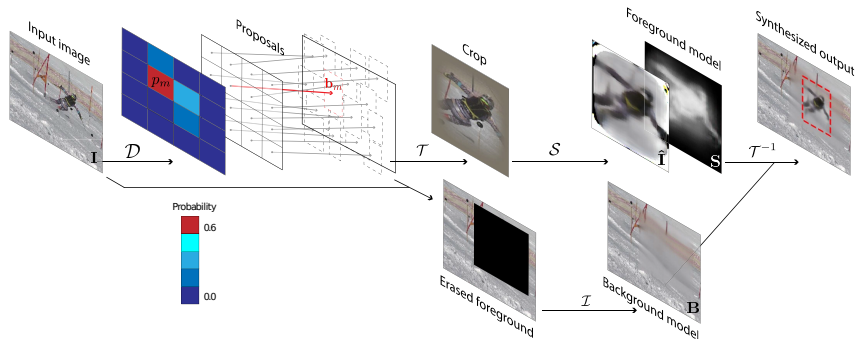 Input image
Proposals
Crop
Foreground model
Synthesized output
p_m
b_m
I
D
T
S
Î
S
T^{-1}
Probability
0.6
0.0
Erased foreground
I
Background model
B